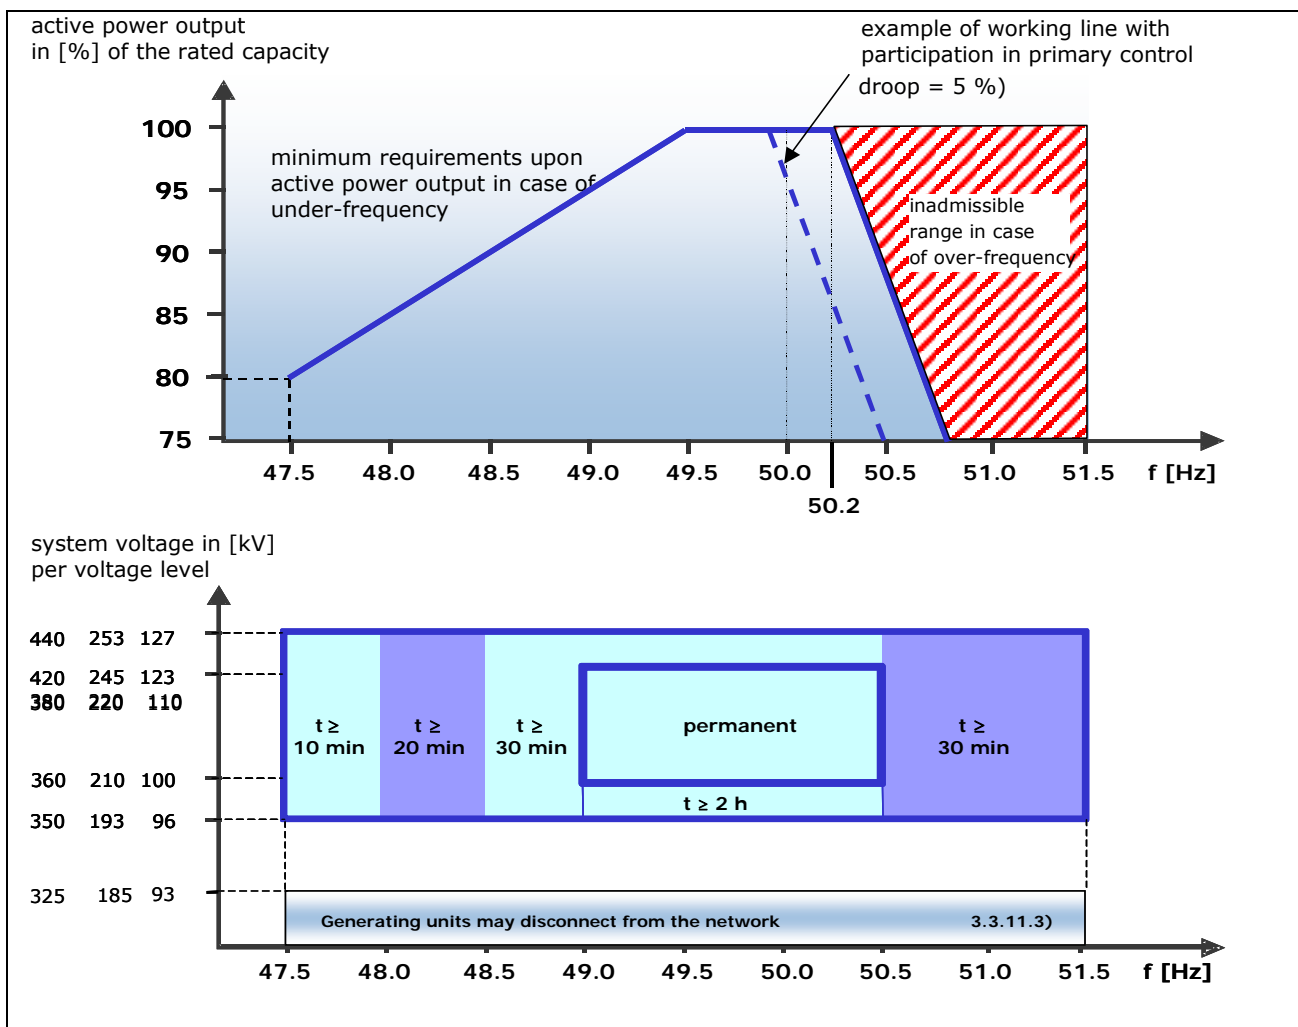 active power output
in [%] of the rated capacity
example of working line with
participation in primary control
droop = 5 %)
100
95
90
85
80
75
minimum requirements upon
active power output in case of
under-frequency
inadmissible
range in case
of over-frequency
47.5 48.0 48.5 49.0 49.5 50.0 50.5 51.0 51.5 f [Hz]
50.2
system voltage in [kV]
per voltage level
440 253 127
420 245 123
380 220 110
360 210 100
350 193 96
325 185 93
t ≥
10 min
t ≥
20 min
t ≥
30 min
permanent
t ≥ 2 h
t ≥
30 min
Generating units may disconnect from the network 3.3.11.3)
47.5 48.0 48.5 49.0 49.5 50.0 50.5 51.0 51.5 f [Hz]